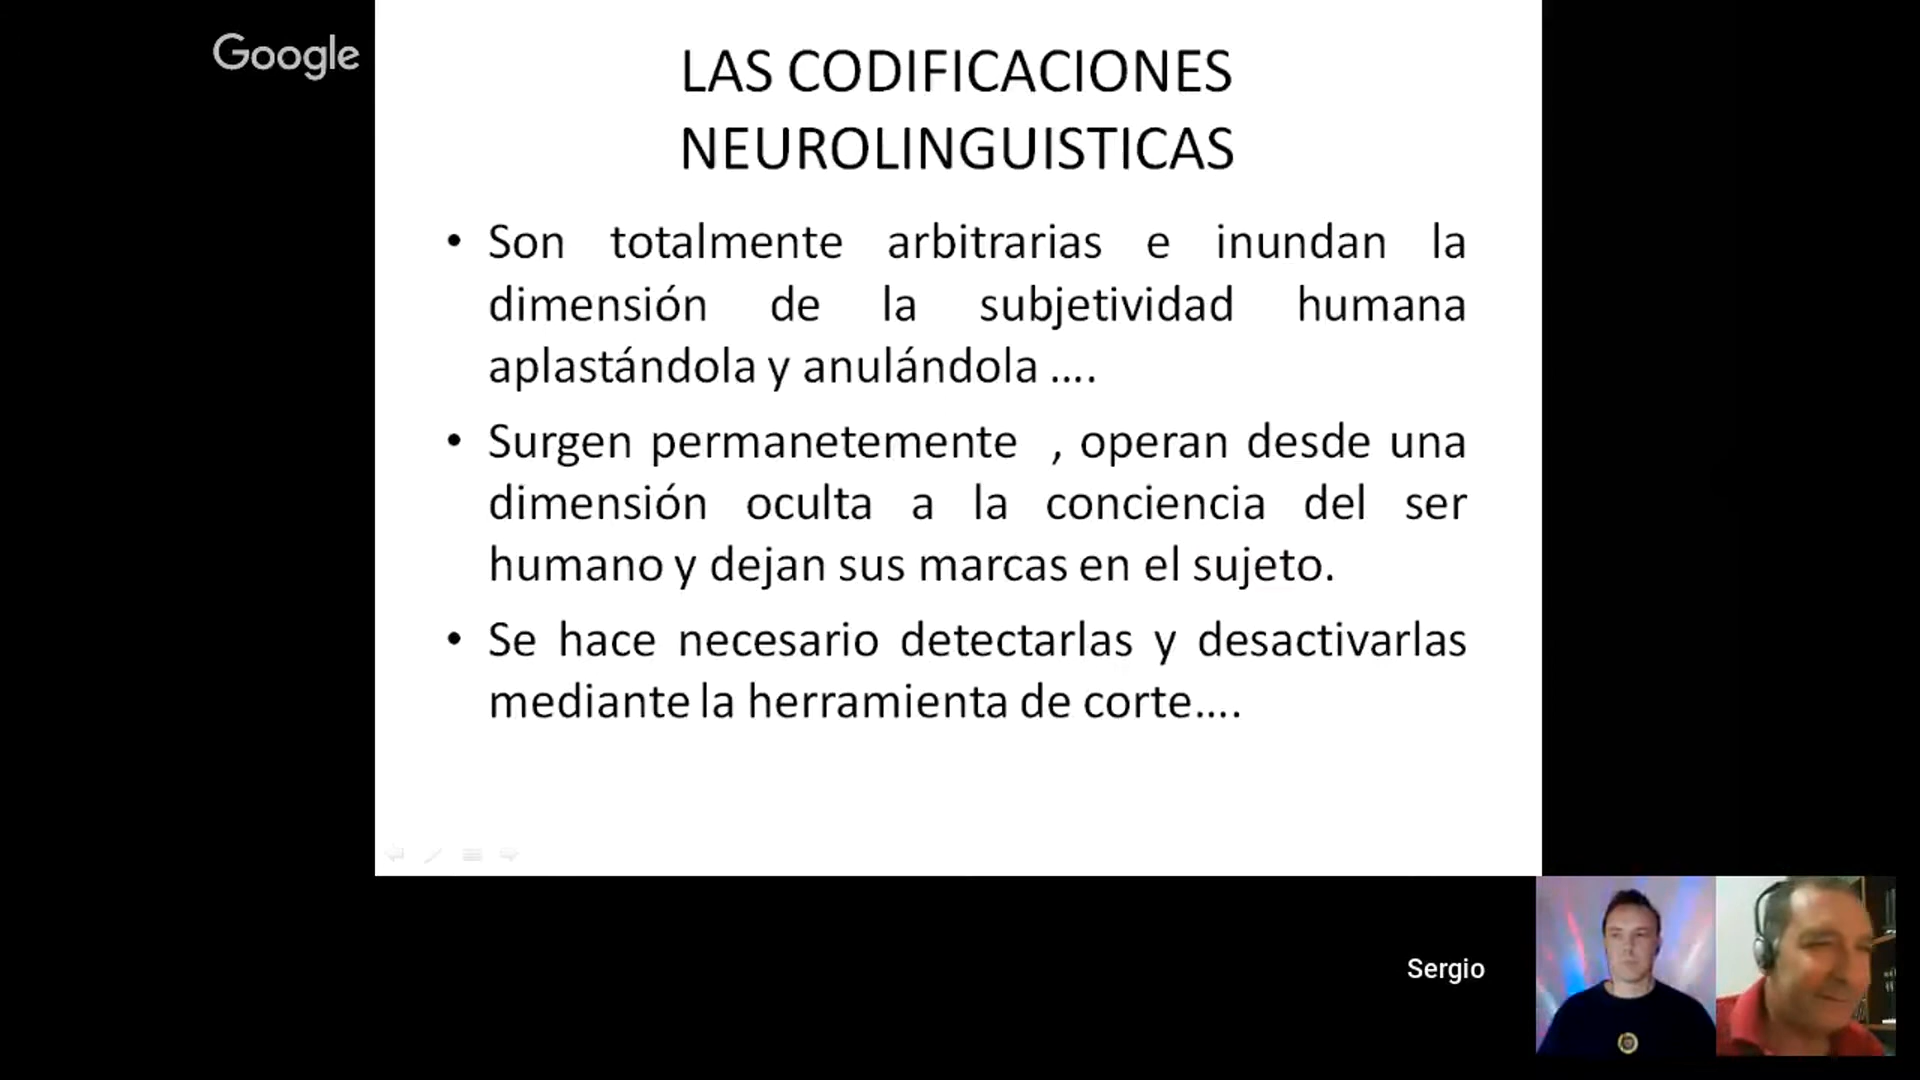 Google
LAS CODIFICACIONES
NEUROLINGUISTICAS
• Son totalmente arbitrarias e inundan la
dimensión de la subjetividad humana
aplastándola y anulándola ....
• Surgen permanetemente , operan desde una
dimensión oculta a la conciencia del ser
humano y dejan sus marcas en el sujeto.
• Se hace necesario detectarlas y desactivarlas
mediante la herramienta de corte....
Sergio